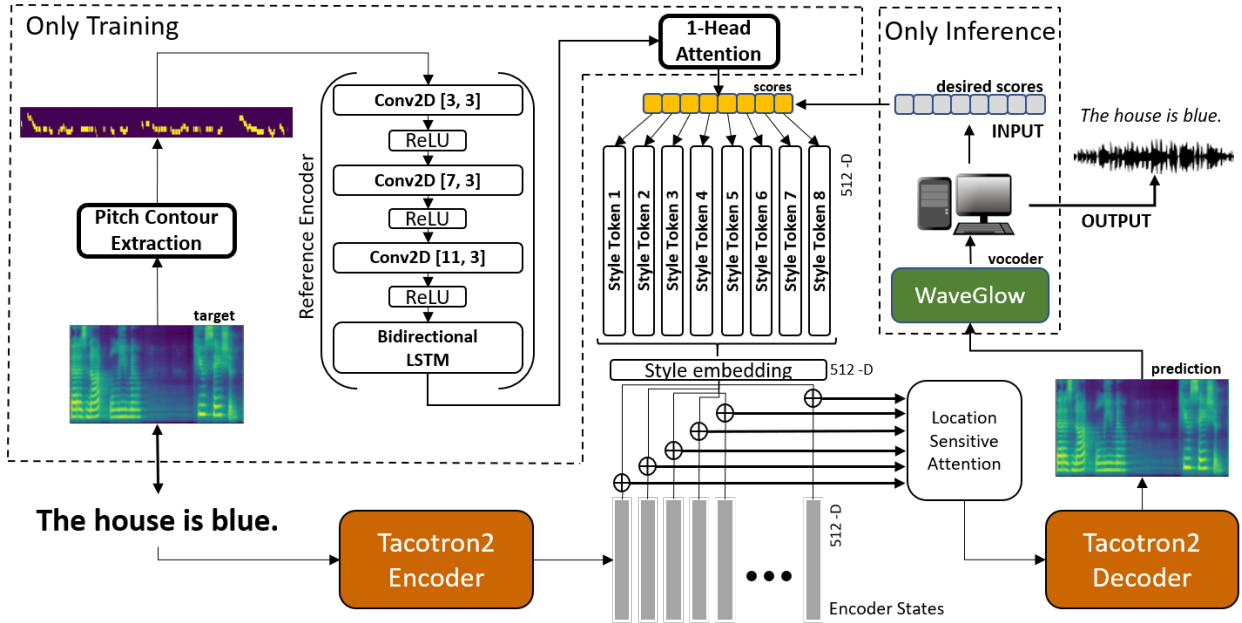 Only Training
1-Head
Attention
Only Inference
scores
desired scores
INPUT
The house is blue.
OUTPUT
Conv2D [3, 3]
ReLU
Conv2D [7, 3]
ReLU
Conv2D [11, 3]
ReLU
Bidirectional
LSTM
Reference Encoder
Pitch Contour
Extraction
target
Style Token 1
Style Token 2
Style Token 3
Style Token 4
Style Token 5
Style Token 6
Style Token 7
Style Token 8
512 -D
vocoder
WaveGlow
Style embedding
512 -D
prediction
Location
Sensitive
Attention
The house is blue.
Tacotron2
Encoder
512 -D
Encoder States
Tacotron2
Decoder